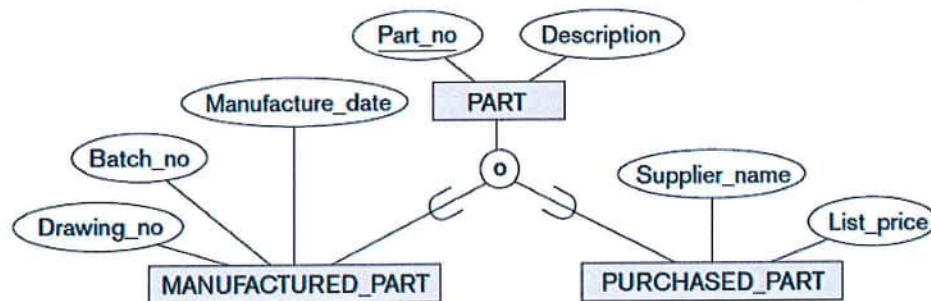 Part_no
Description
Manufacture_date
PART
Batch_no
o
Supplier_name
Drawing_no
List_price
MANUFACTURED_PART
PURCHASED_PART